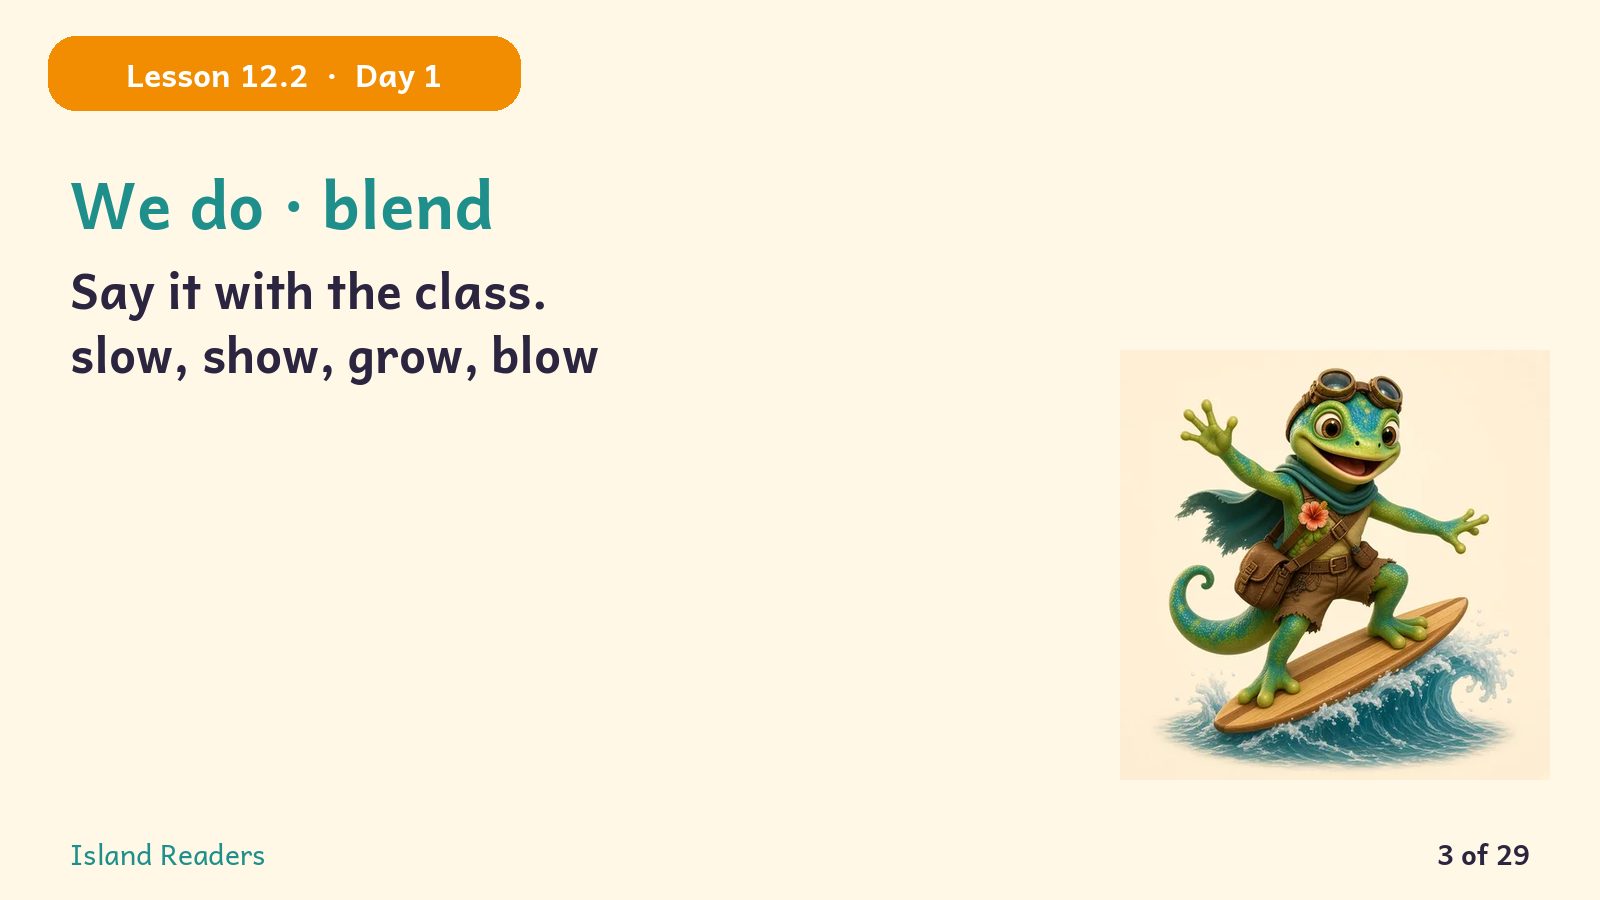 Lesson 12.2 · Day 1
We do · blend
Say it with the class.
slow, show, grow, blow
Island Readers
3 of 29